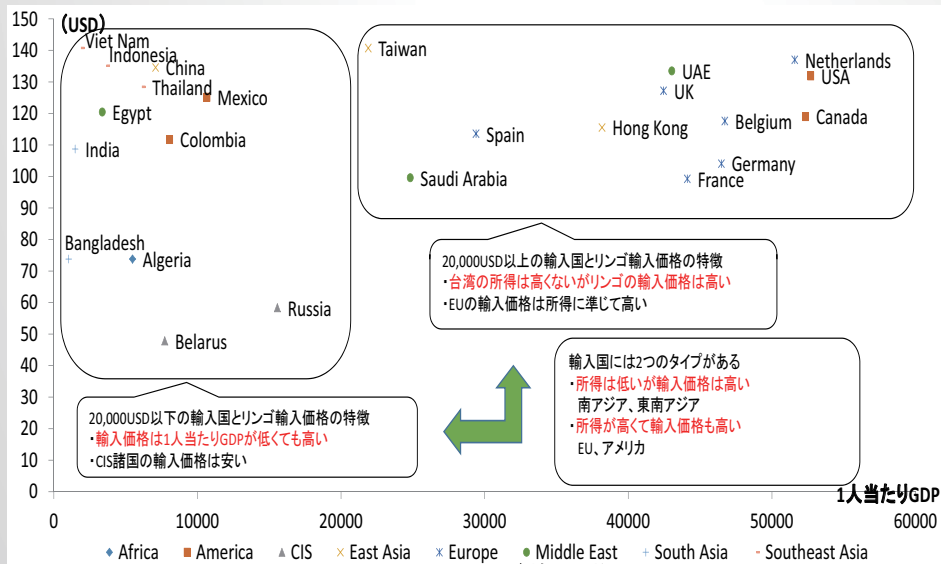 (USD)
150
140
130
120
110
100
90
80
70
60
50
40
30
20
10
0
Viet Nam
Indonesia
China
Thailand
Mexico
Egypt
Colombia
India
Bangladesh
Algeria
Russia
Belarus
Taiwan
UAE
Netherlands
USA
UK
Spain
Hong Kong
Belgium
Canada
Germany
Saudi Arabia
France
20,000USD以上の輸入国とリンゴ輸入価格の特徴
・台湾の所得は高くないがリンゴの輸入価格は高い
・EUの輸入価格は所得に準じて高い
輸入国には2つのタイプがある
・所得は低いが輸入価格は高い
南アジア、東南アジア
・所得が高くて輸入価格も高い
EU、アメリカ
20,000USD以下の輸入国とリンゴ輸入価格の特徴
・輸入価格は1人当たりGDPが低くても高い
・CIS諸国の輸入価格は安い
1人当たりGDP
0 10000 20000 30000 40000 50000 60000
Africa America CIS East Asia Europe Middle East South Asia Southeast Asia